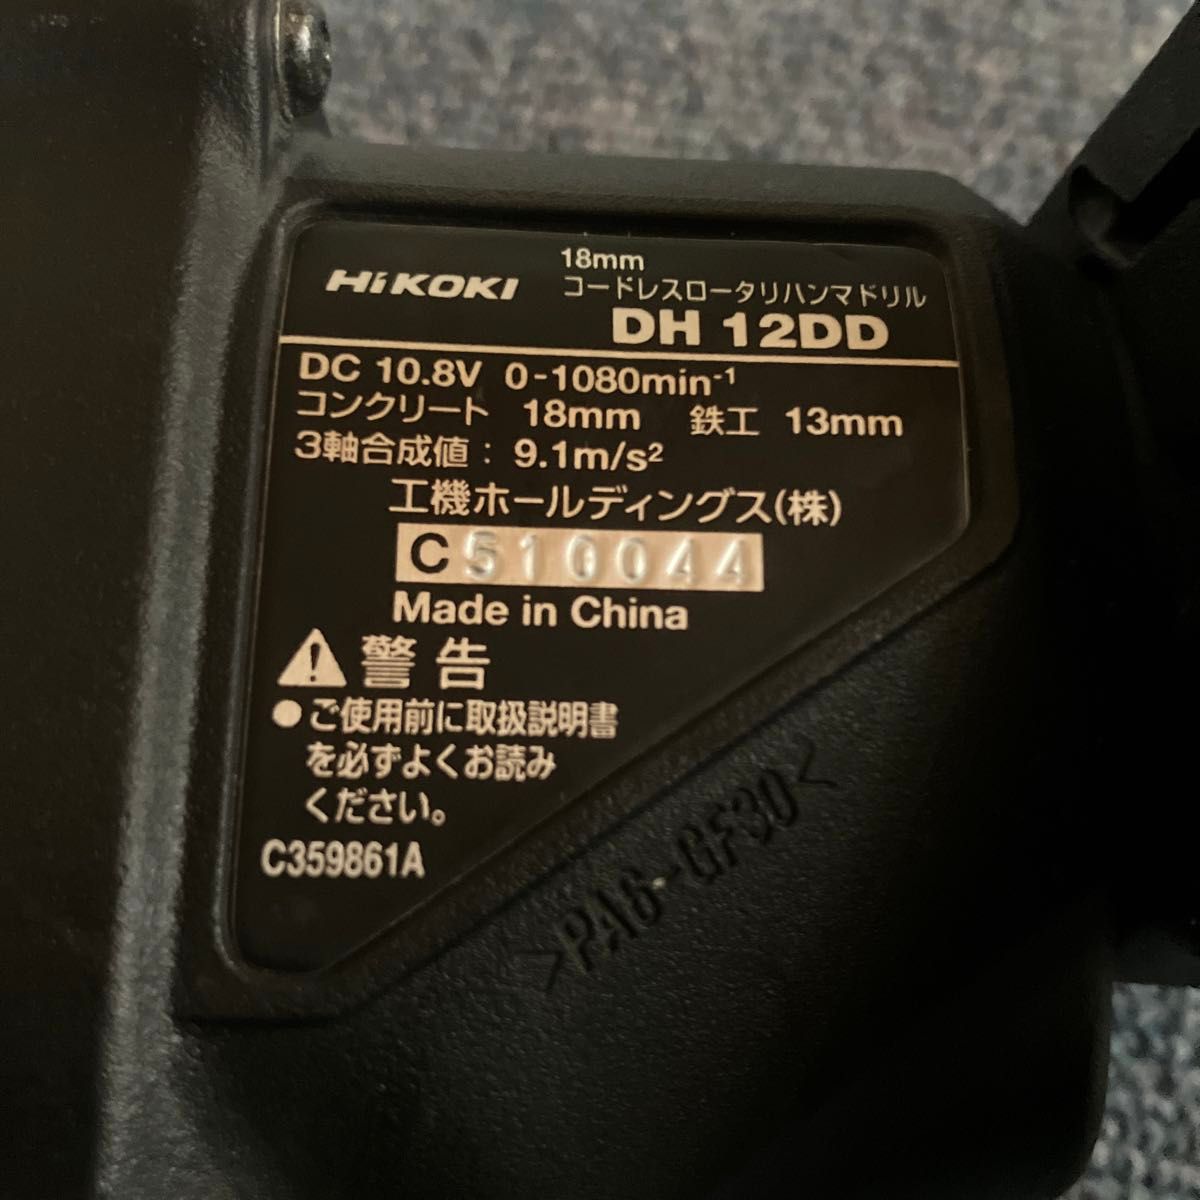 HiKOKI
18mm
コードレスロータリハンマドリル
DH 12DD
DC 10.8V 0-1080min⁻¹
コンクリート 18mm 鉄工 13mm
3軸合成値: 9.1m/s²
工機ホールディングス(株)
C510044
Made in China
警告
●ご使用前に取扱説明書
を必ずよくお読み
ください。
C359861A
>PA6-GF30<